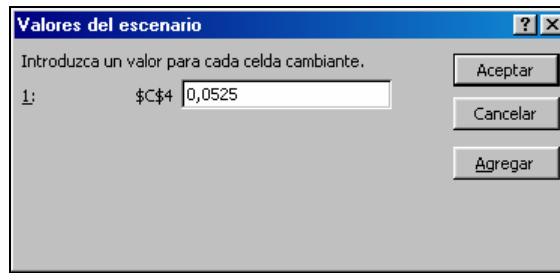 Valores del escenario
Introduzca un valor para cada celda cambiante.
1: $C$4 0,0525
Aceptar
Cancelar
Agregar